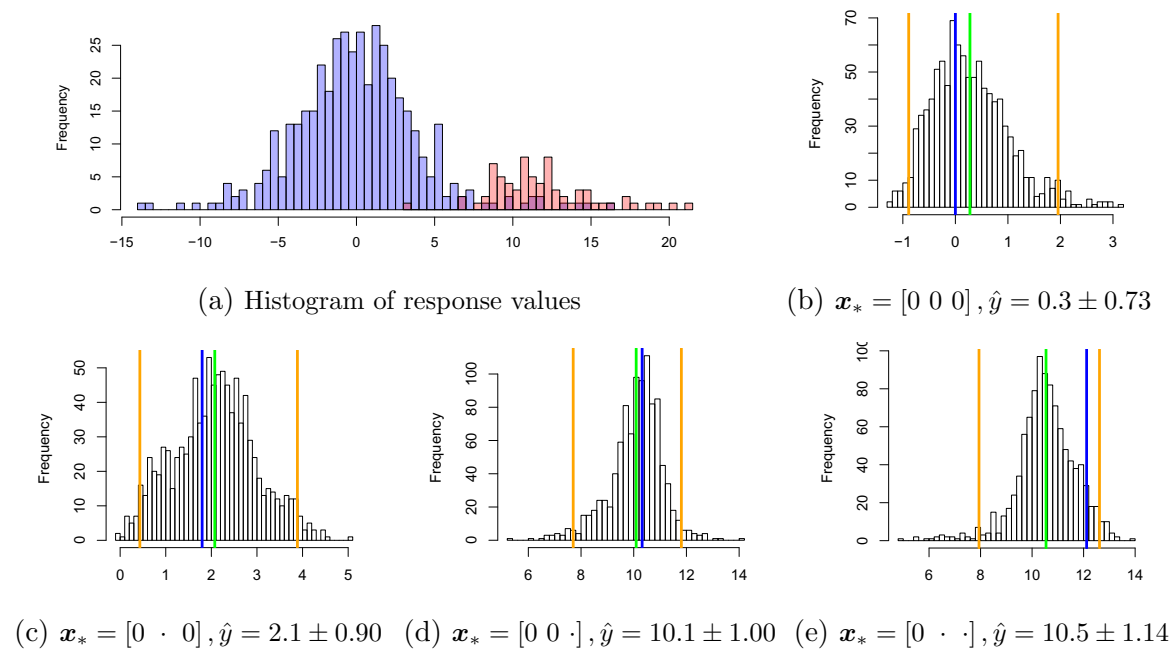 Frequency
0 5 10 15 20 25
−15 −10 −5 0 5 10 15 20
(a) Histogram of response values
Frequency
0 10 30 50 70
−1 0 1 2 3
(b) 𝒙∗ = [0 0 0] , ŷ = 0.3 ± 0.73
Frequency
0 10 20 30 40 50
0 1 2 3 4 5
(c) 𝒙∗ = [0 · 0] , ŷ = 2.1 ± 0.90
Frequency
0 20 40 60 80 100
6 8 10 12 14
(d) 𝒙∗ = [0 0 ·] , ŷ = 10.1 ± 1.00
Frequency
0 20 40 60 80 100
6 8 10 12 14
(e) 𝒙∗ = [0 · ·] , ŷ = 10.5 ± 1.14